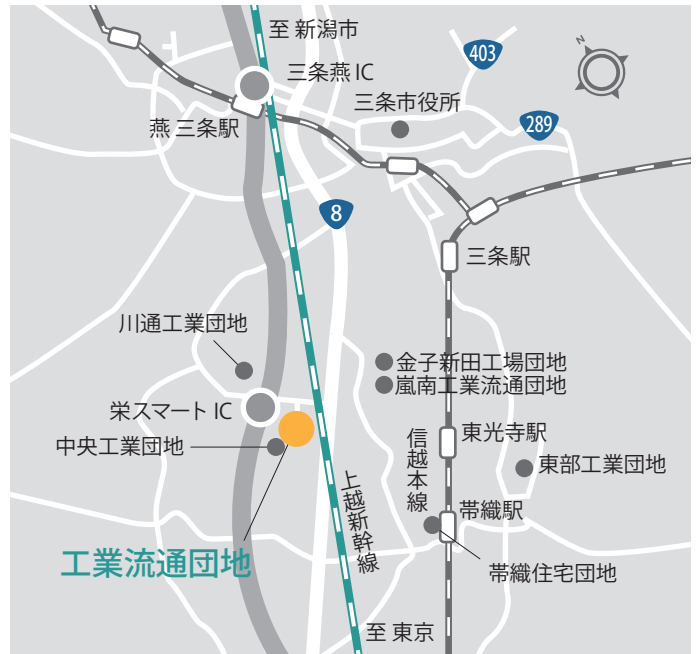 至 新潟市
403
N
三条燕 IC
三条市役所
289
燕 三条駅
8
三条駅
川通工業団地
金子新田工場団地
嵐南工業流通団地
栄スマート IC
東光寺駅
信越本線
中央工業団地
東部工業団地
上越新幹線
帯織駅
工業流通団地
帯織住宅団地
至 東京